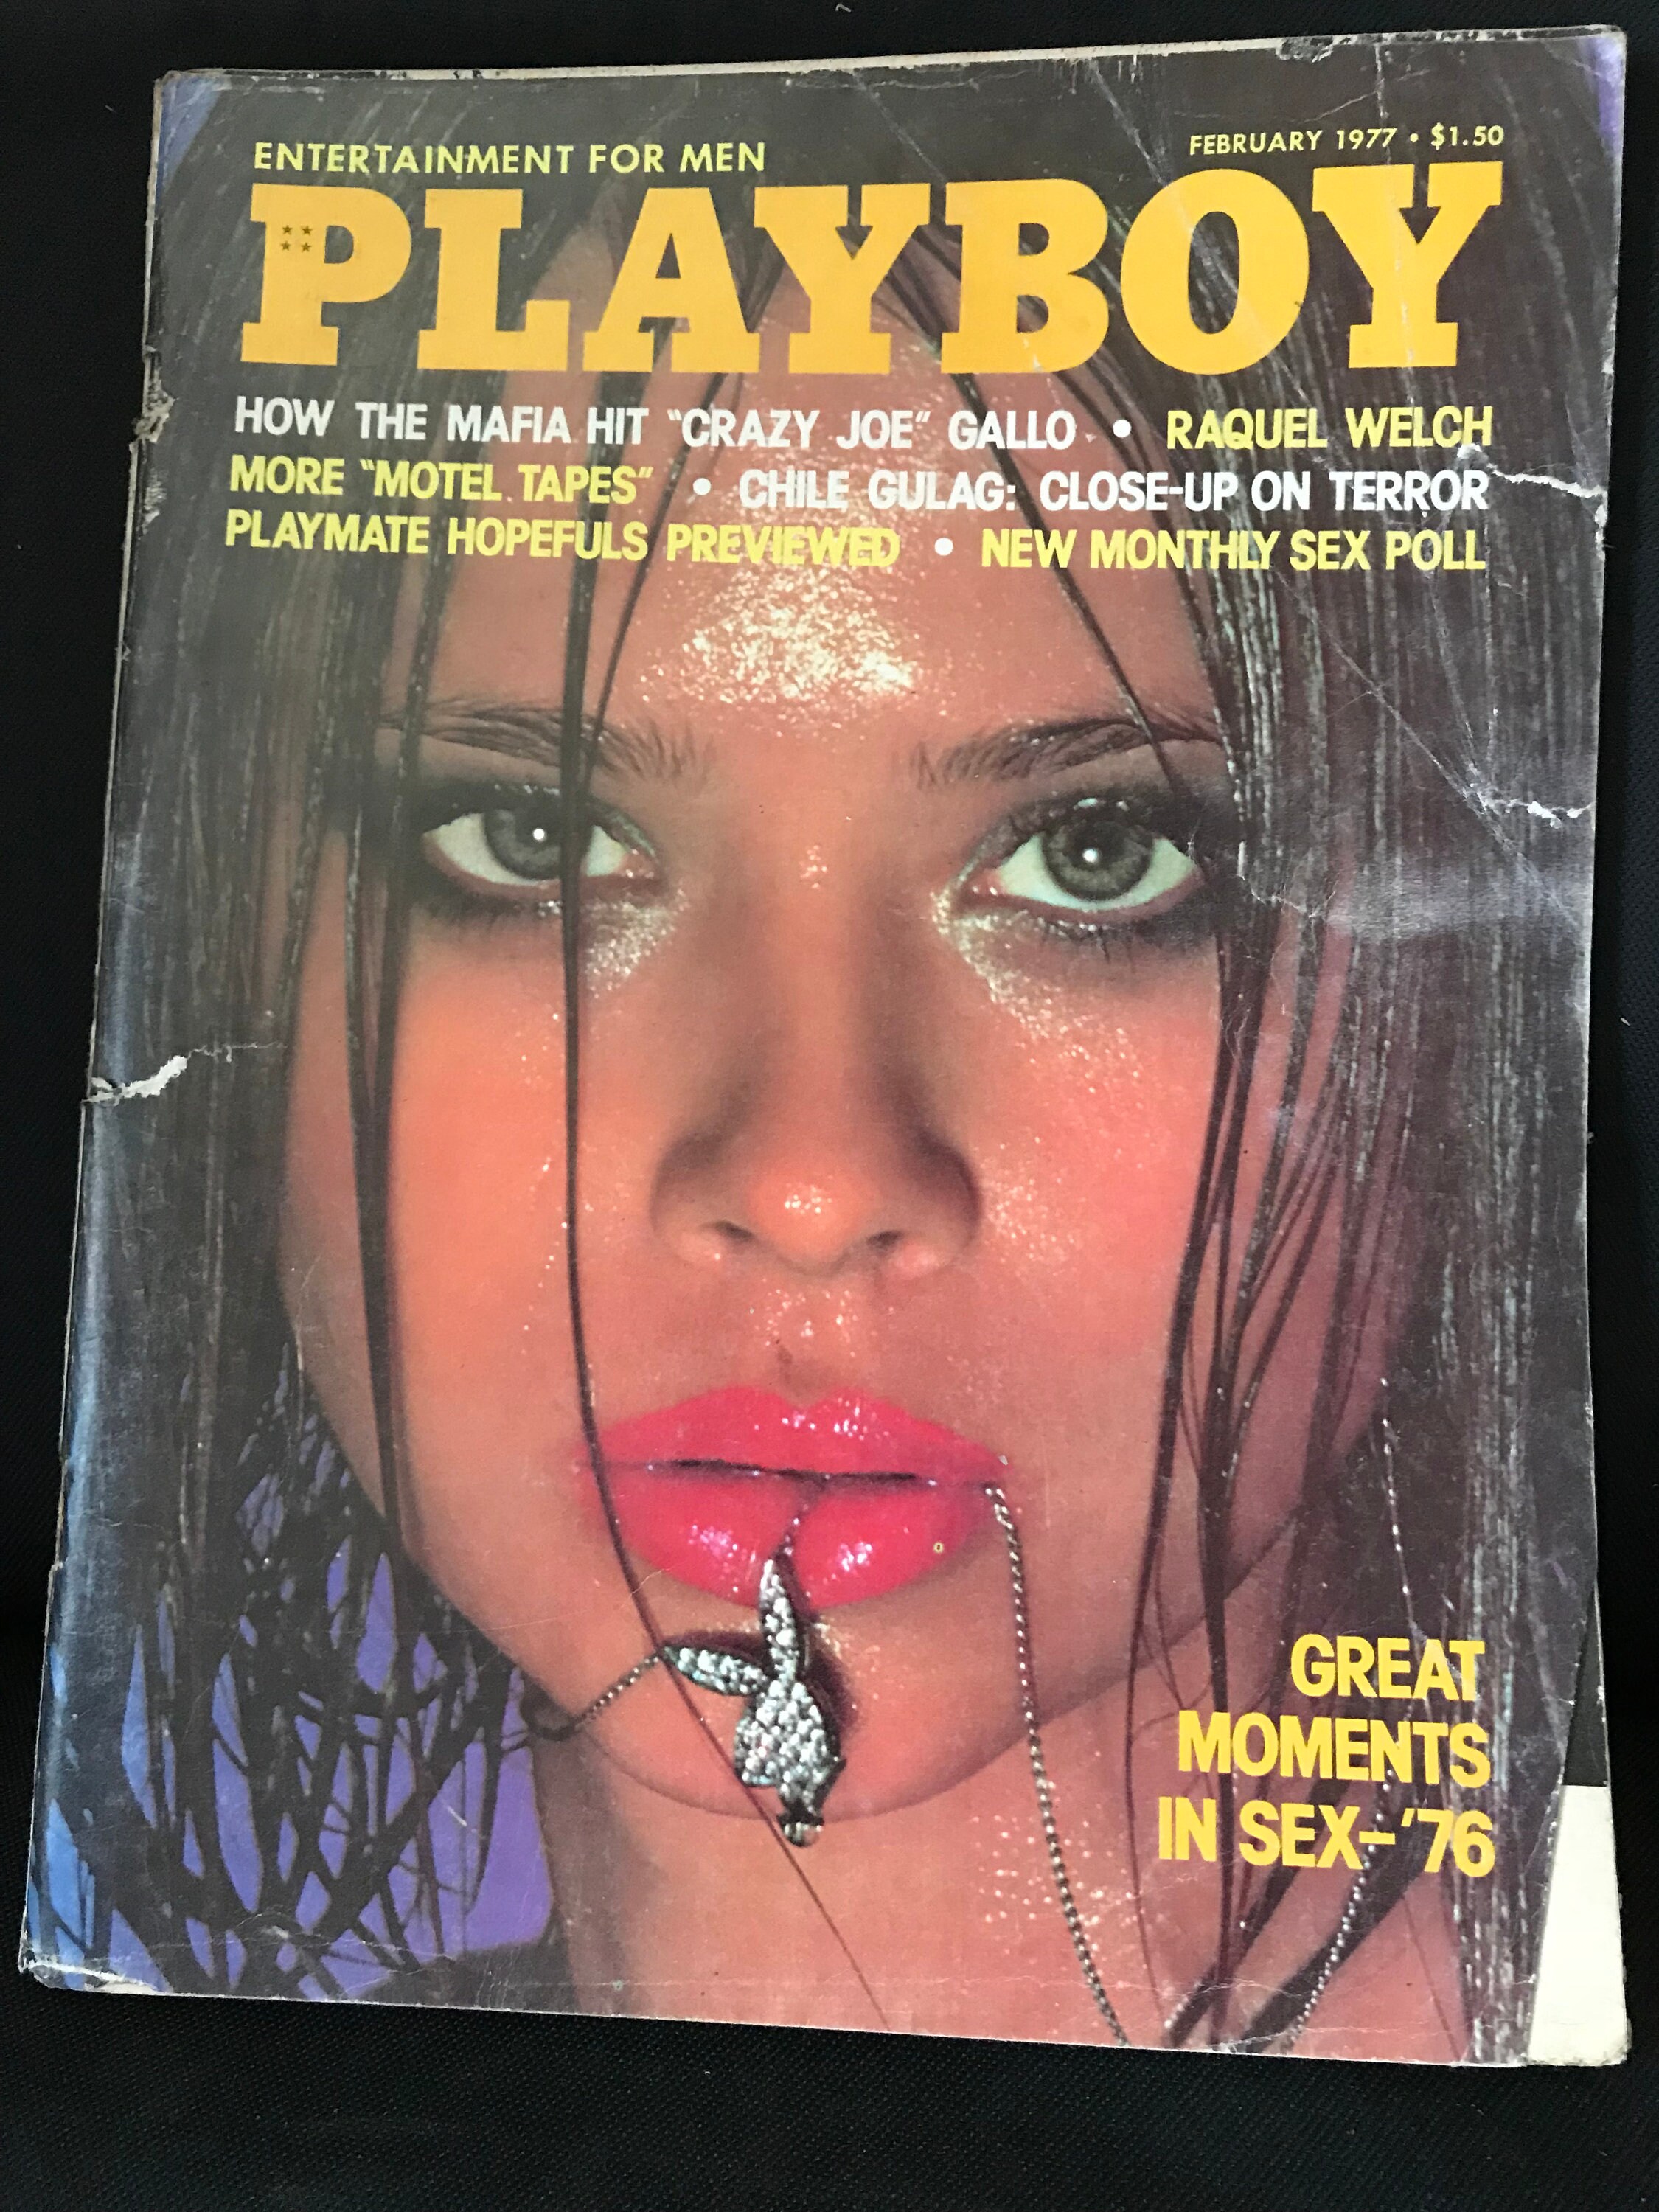 ENTERTAINMENT FOR MEN
FEBRUARY 1977 • $1.50
PLAYBOY
HOW THE MAFIA HIT “CRAZY JOE” GALLO • RAQUEL WELCH
MORE “MOTEL TAPES” • CHILE GULAG: CLOSE-UP ON TERROR
PLAYMATE HOPEFULS PREVIEWED • NEW MONTHLY SEX POLL
GREAT
MOMENTS
IN SEX–’76